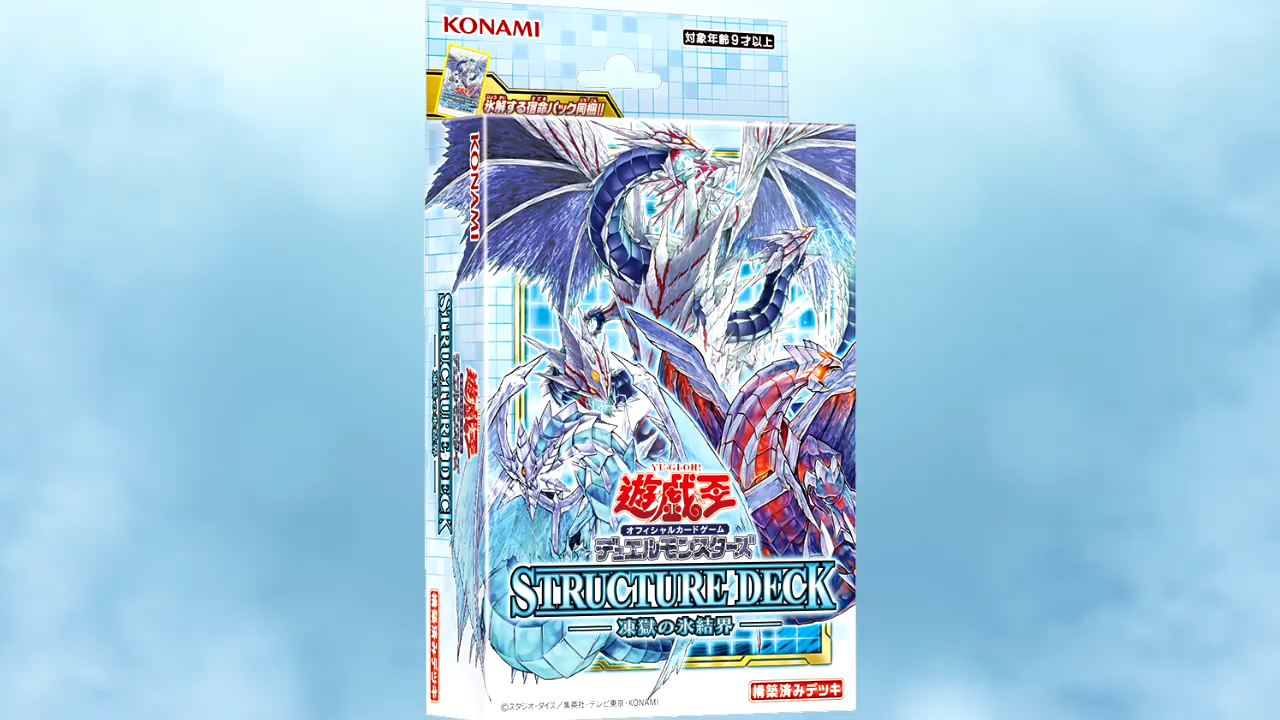 KONAMI
対象年齢9才以上
氷解する宿命パック同梱!!
KONAMI
STRUCTURE DECK
遊戯王
YU-GI-OH!
遊戯王
オフィシャルカードゲーム
デュエルモンスターズ
STRUCTURE DECK
凍獄の氷結界
構築済みデッキ
構築済みデッキ
©スタジオ・ダイス／集英社・テレビ東京・KONAMI